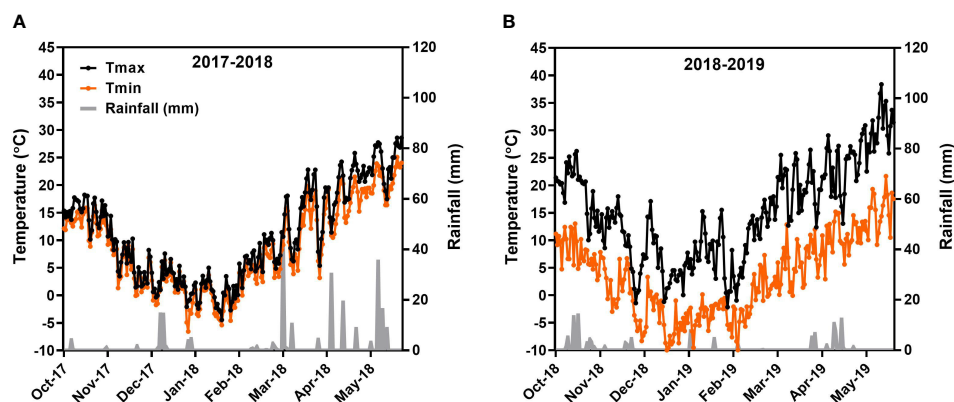 A
2017-2018
Tmax
Tmin
Rainfall (mm)
Temperature (°C)
45
40
35
30
25
20
15
10
5
0
-5
-10
Rainfall (mm)
120
100
80
60
40
20
0
Oct-17
Nov-17
Dec-17
Jan-18
Feb-18
Mar-18
Apr-18
May-18
B
2018-2019
Temperature (°C)
45
40
35
30
25
20
15
10
5
0
-5
-10
Rainfall (mm)
120
100
80
60
40
20
0
Oct-18
Nov-18
Dec-18
Jan-19
Feb-19
Mar-19
Apr-19
May-19